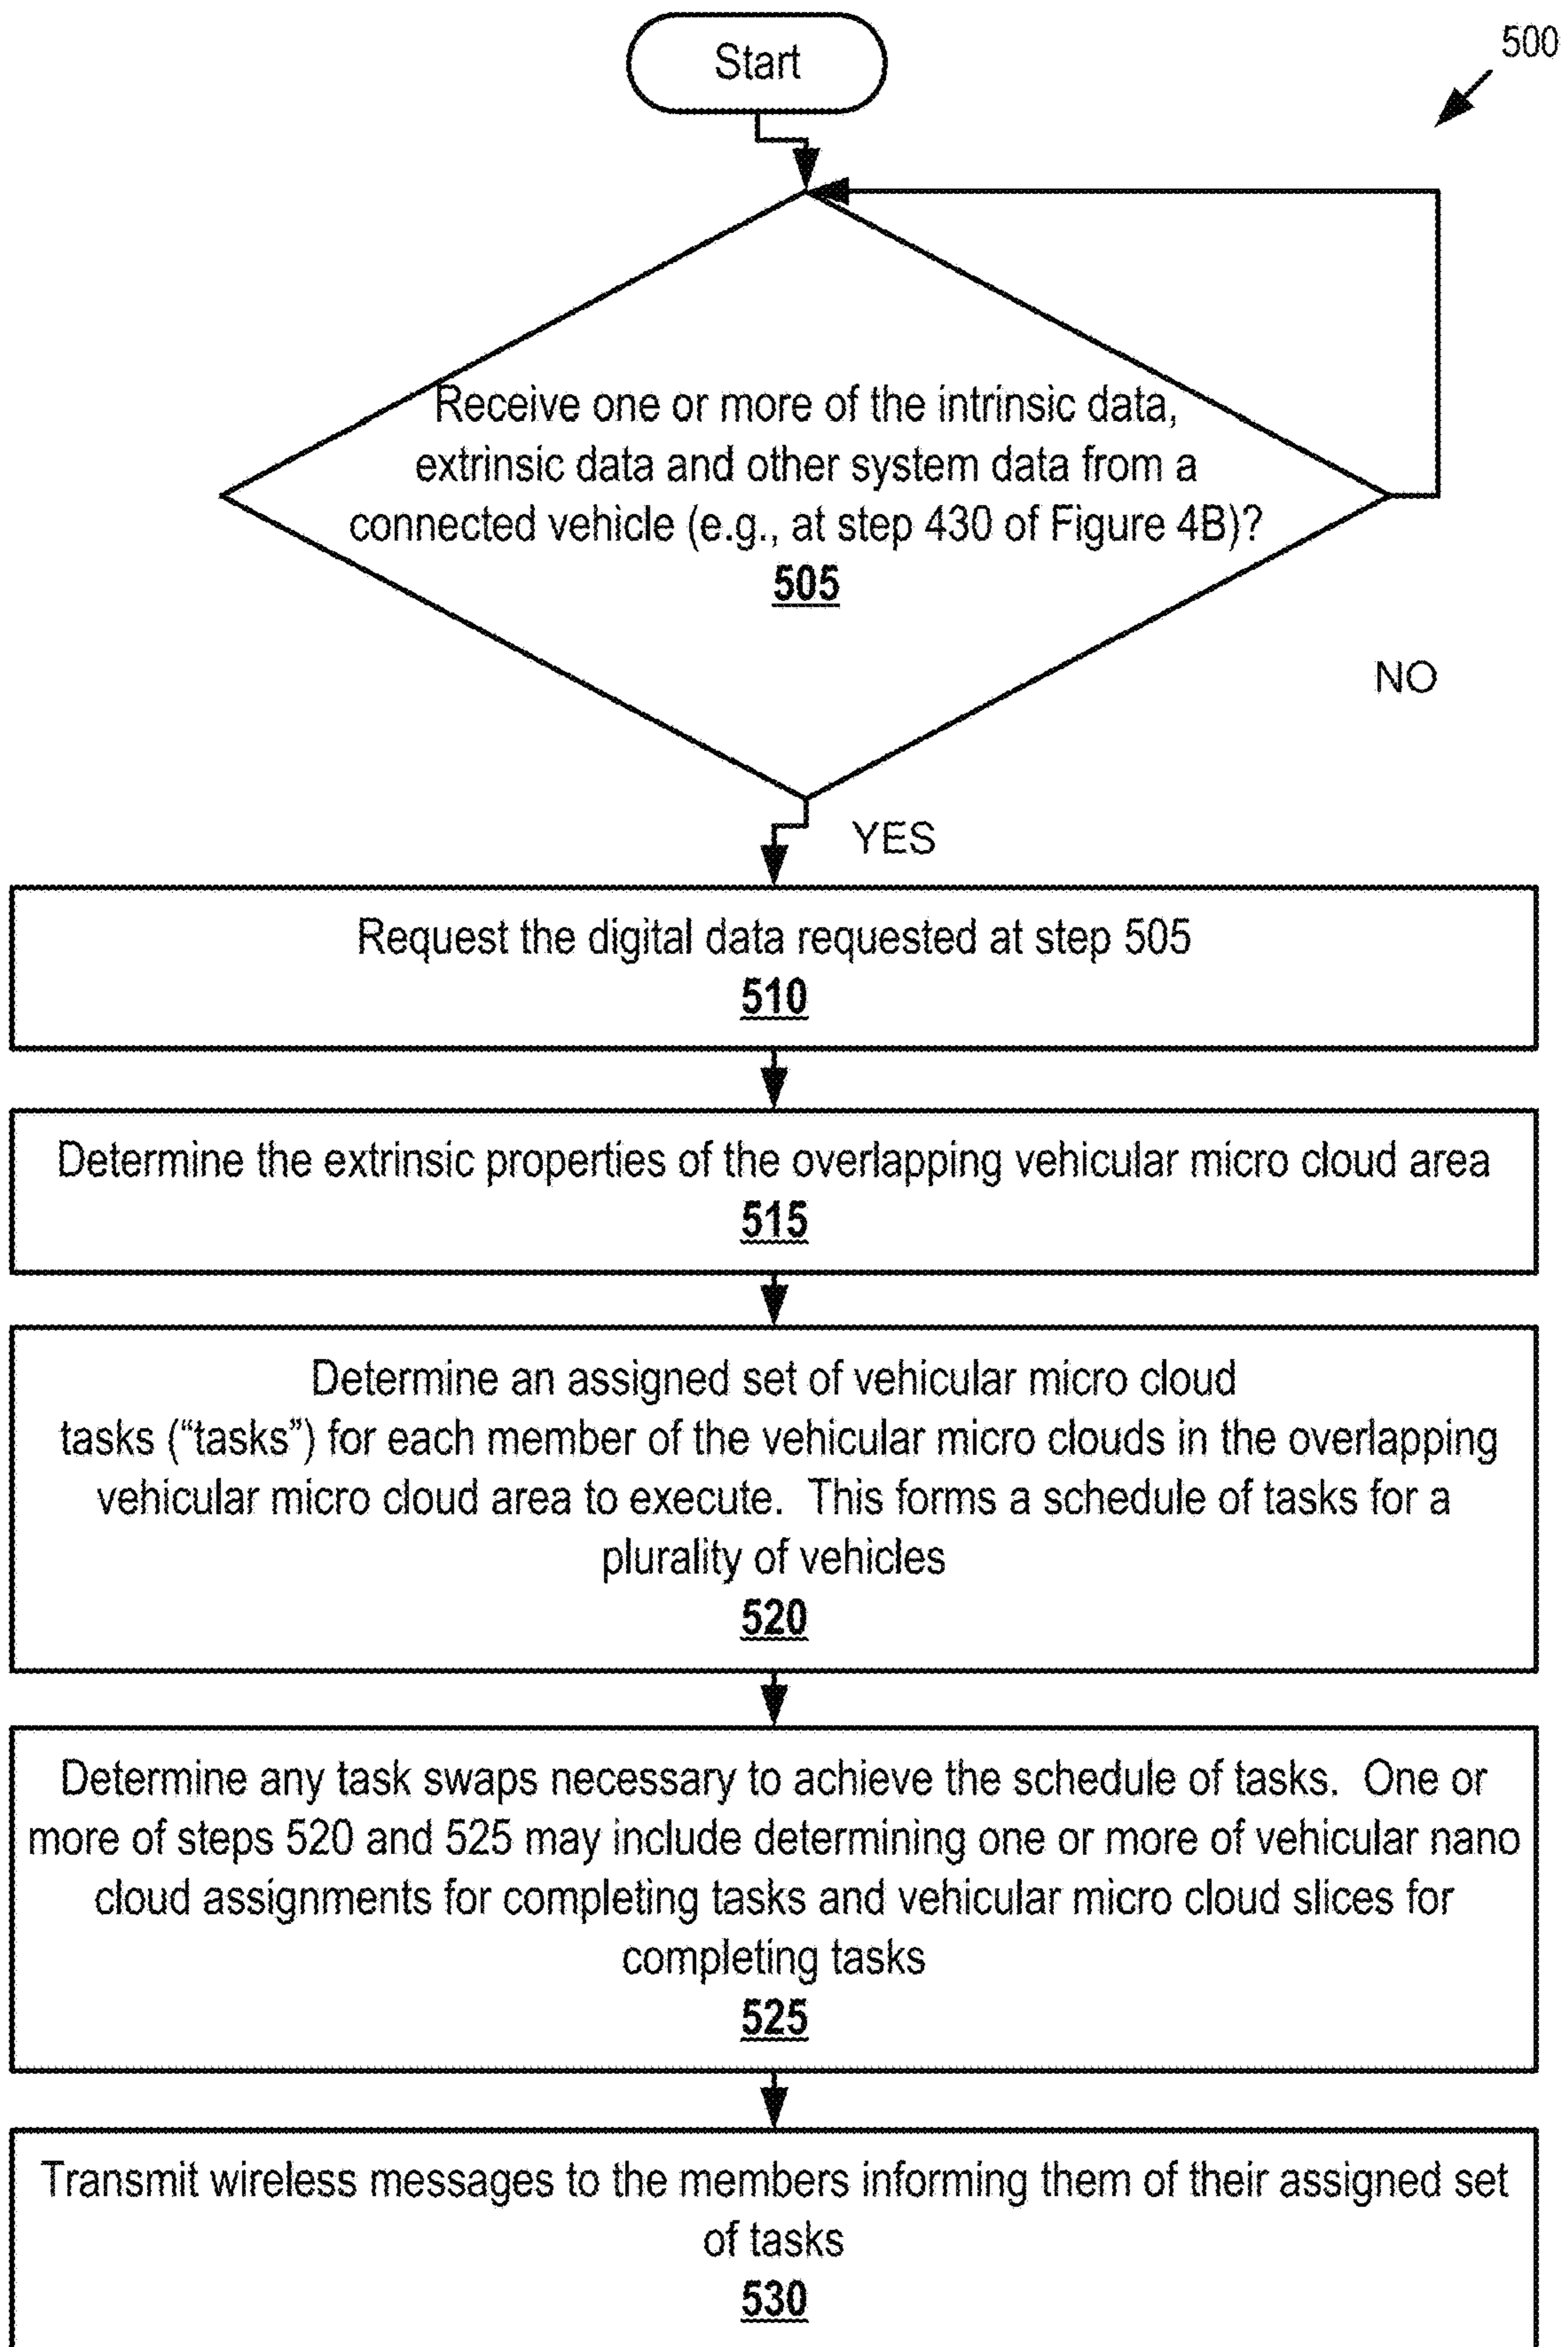 Start
500
Receive one or more of the intrinsic data,
extrinsic data and other system data from a
connected vehicle (e.g., at step 430 of Figure 4B)?
505
NO
YES
Request the digital data requested at step 505
510
Determine the extrinsic properties of the overlapping vehicular micro cloud area
515
Determine an assigned set of vehicular micro cloud
tasks (“tasks”) for each member of the vehicular micro clouds in the overlapping
vehicular micro cloud area to execute. This forms a schedule of tasks for a
plurality of vehicles
520
Determine any task swaps necessary to achieve the schedule of tasks. One or
more of steps 520 and 525 may include determining one or more of vehicular nano
cloud assignments for completing tasks and vehicular micro cloud slices for
completing tasks
525
Transmit wireless messages to the members informing them of their assigned set
of tasks
530